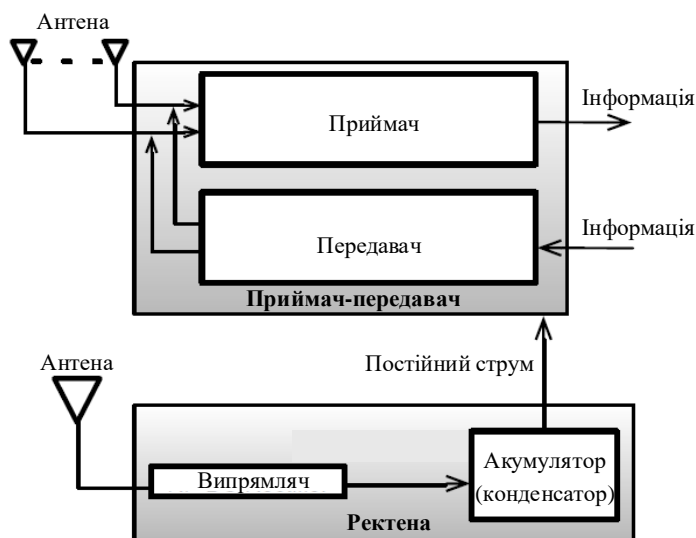 Антена
Приймач
Інформація
Передавач
Інформація
Приймач-передавач
Антена
Постійний струм
Випрямляч
Акумулятор
(конденсатор)
Ректена